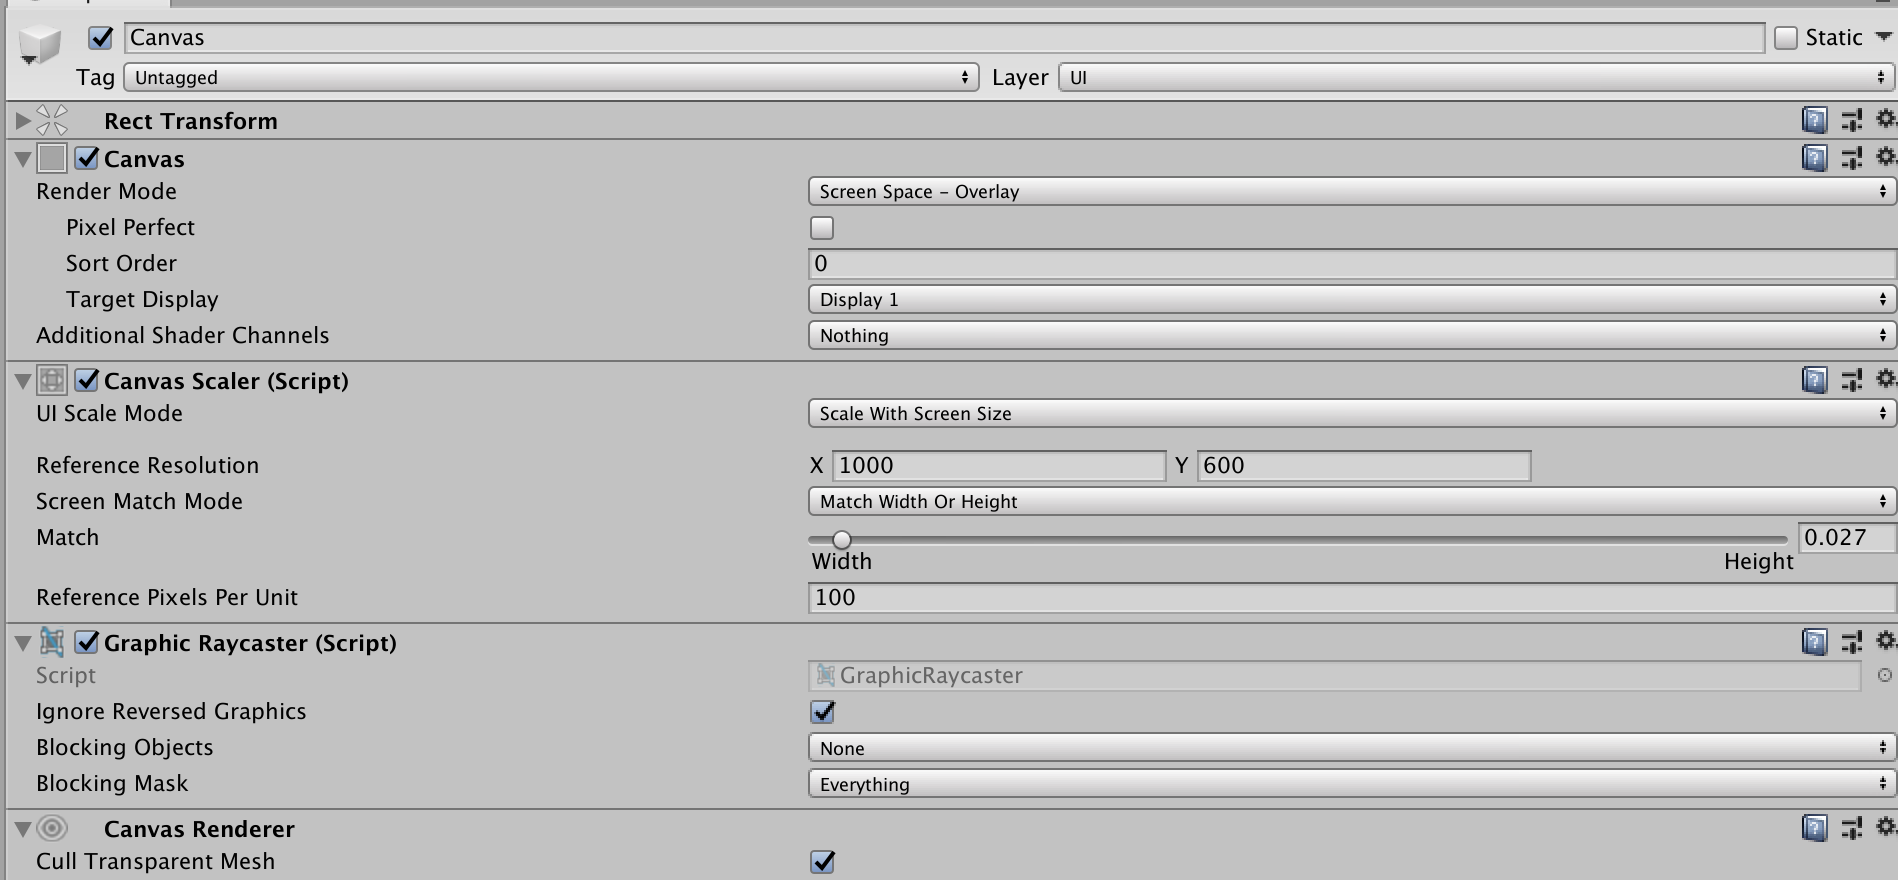 Canvas Static
Tag Untagged Layer UI
Rect Transform
Canvas
Render Mode Screen Space - Overlay
Pixel Perfect
Sort Order 0
Target Display Display 1
Additional Shader Channels Nothing
Canvas Scaler (Script)
UI Scale Mode Scale With Screen Size
Reference Resolution X 1000 Y 600
Screen Match Mode Match Width Or Height
Match 0.027
Width Height
Reference Pixels Per Unit 100
Graphic Raycaster (Script)
Script GraphicRaycaster
Ignore Reversed Graphics
Blocking Objects None
Blocking Mask Everything
Canvas Renderer
Cull Transparent Mesh